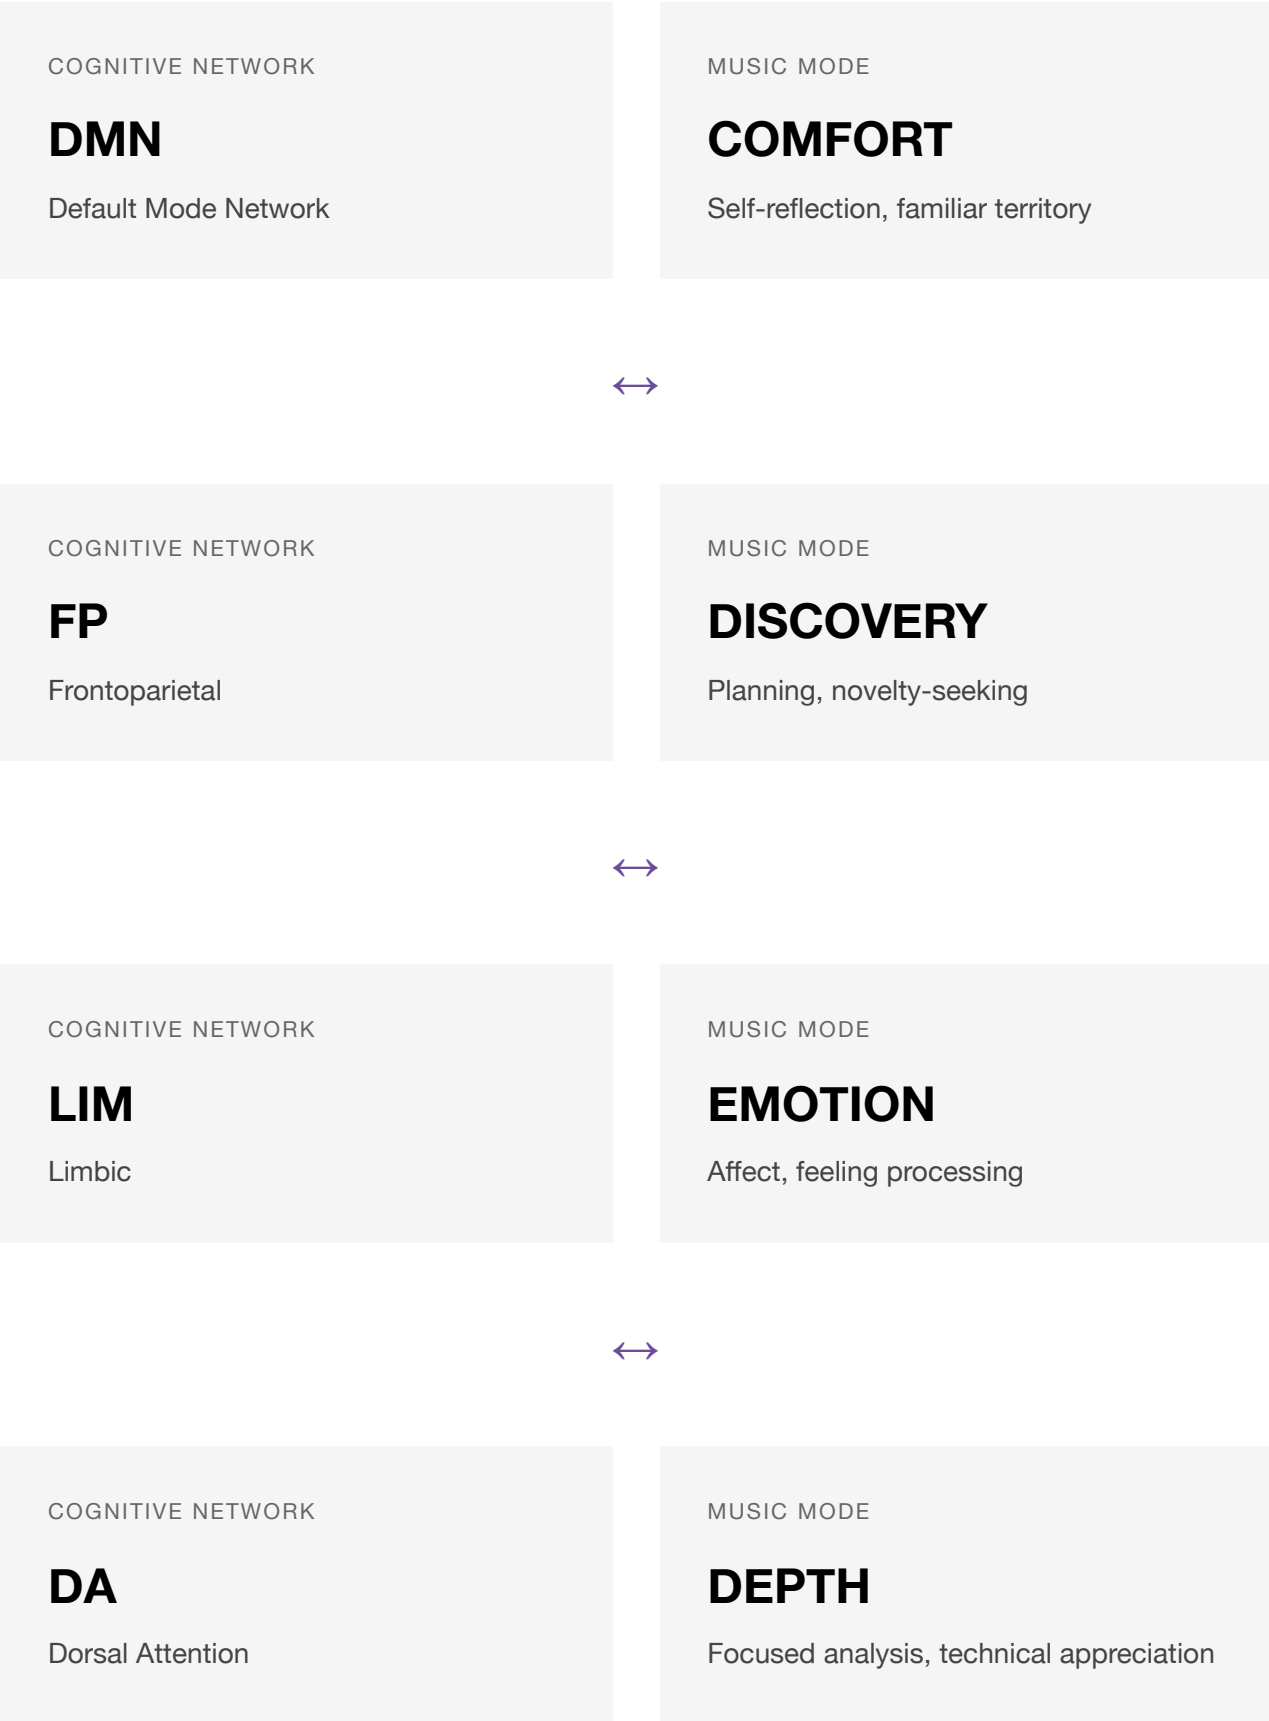 COGNITIVE NETWORK
DMN
Default Mode Network
MUSIC MODE
COMFORT
Self-reflection, familiar territory
↔
COGNITIVE NETWORK
FP
Frontoparietal
MUSIC MODE
DISCOVERY
Planning, novelty-seeking
↔
COGNITIVE NETWORK
LIM
Limbic
MUSIC MODE
EMOTION
Affect, feeling processing
↔
COGNITIVE NETWORK
DA
Dorsal Attention
MUSIC MODE
DEPTH
Focused analysis, technical appreciation